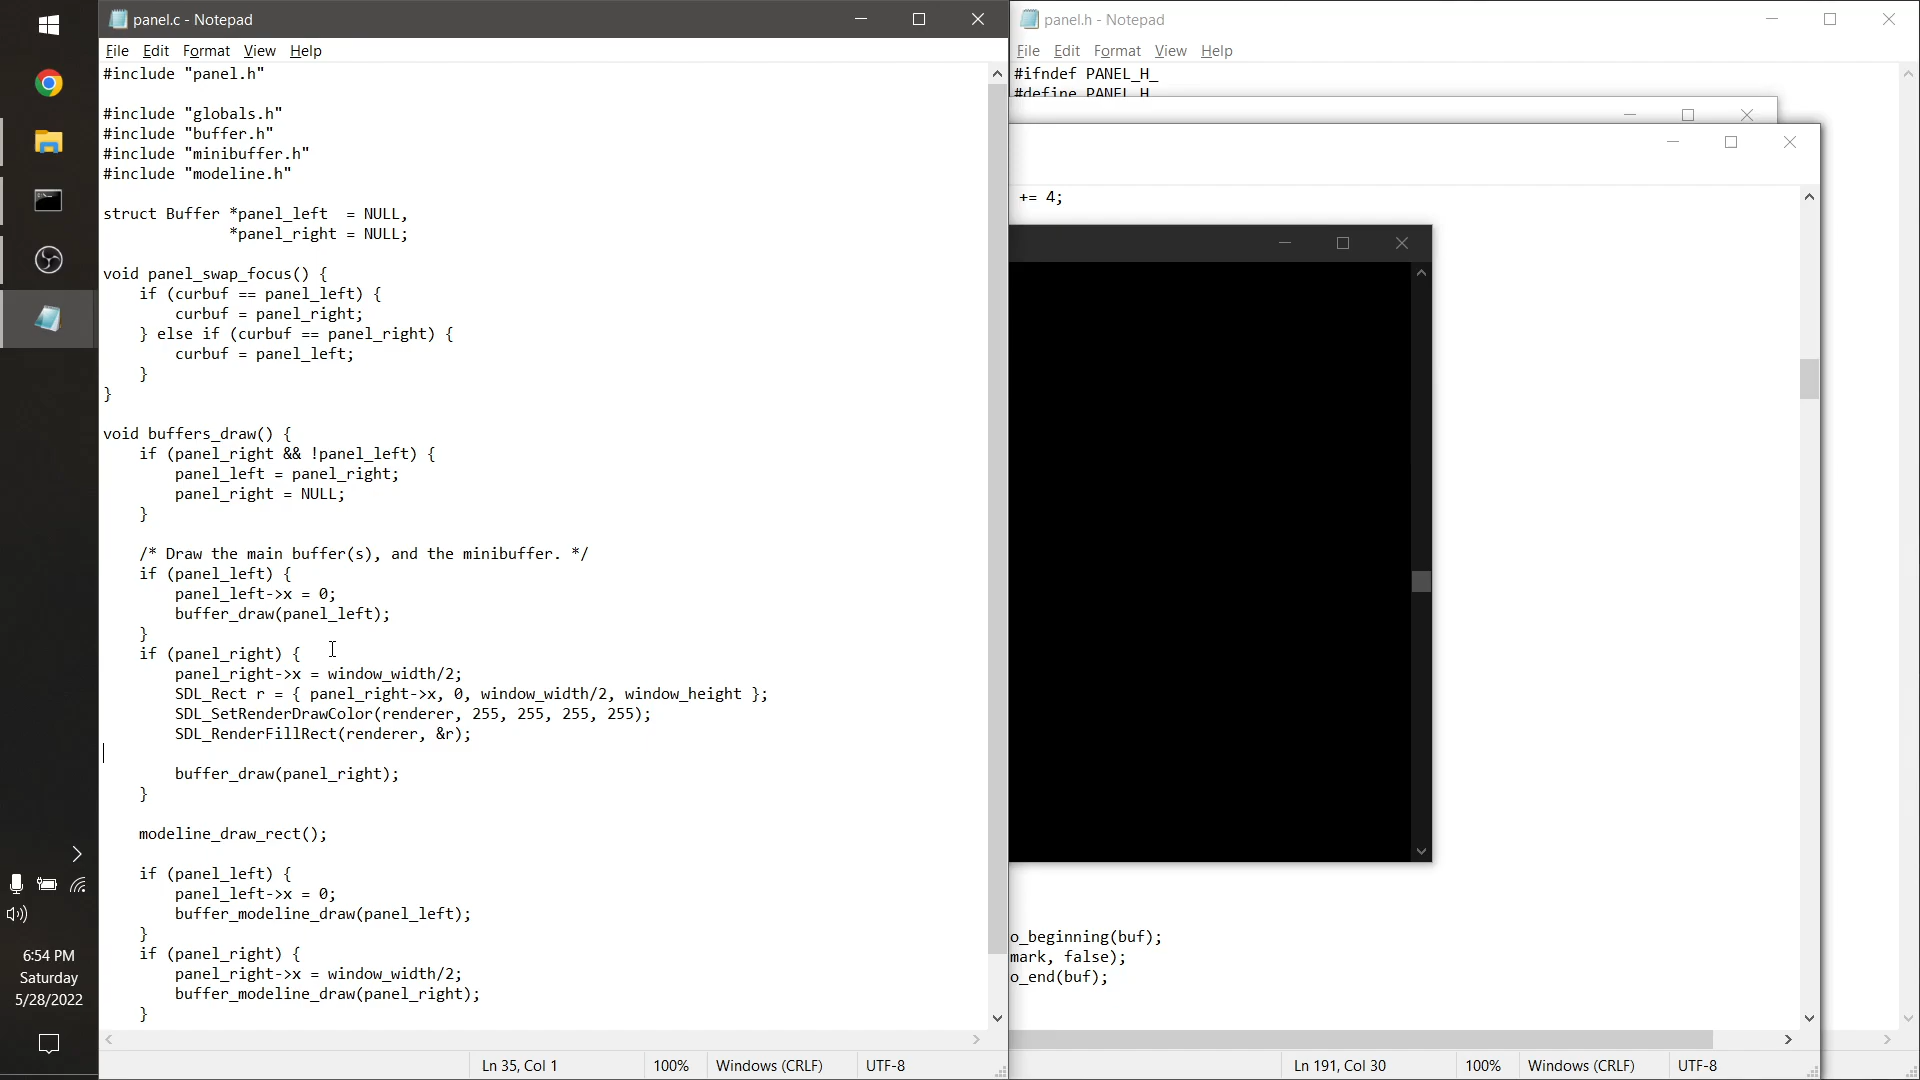 panel.c - Notepad
File Edit Format View Help
#include "panel.h"
#include "globals.h"
#include "buffer.h"
#include "minibuffer.h"
#include "modeline.h"
struct Buffer *panel_left  = NULL,
              *panel_right = NULL;
void panel_swap_focus() {
    if (curbuf == panel_left) {
        curbuf = panel_right;
    } else if (curbuf == panel_right) {
        curbuf = panel_left;
    }
}
void buffers_draw() {
    if (panel_right && !panel_left) {
        panel_left = panel_right;
        panel_right = NULL;
    }
    /* Draw the main buffer(s), and the minibuffer. */
    if (panel_left) {
        panel_left->x = 0;
        buffer_draw(panel_left);
    }
    if (panel_right) {
        panel_right->x = window_width/2;
        SDL_Rect r = { panel_right->x, 0, window_width/2, window_height };
        SDL_SetRenderDrawColor(renderer, 255, 255, 255, 255);
        SDL_RenderFillRect(renderer, &r);
        buffer_draw(panel_right);
    }
    modeline_draw_rect();
    if (panel_left) {
        panel_left->x = 0;
        buffer_modeline_draw(panel_left);
    }
    if (panel_right) {
        panel_right->x = window_width/2;
        buffer_modeline_draw(panel_right);
    }
Ln 35, Col 1
100%
Windows (CRLF)
UTF-8
panel.h - Notepad
File Edit Format View Help
#ifndef PANEL_H_
#define PANEL_H_
+= 4;
o_beginning(buf);
mark, false);
o_end(buf);
Ln 191, Col 30
100%
Windows (CRLF)
UTF-8
6:54 PM
Saturday
5/28/2022